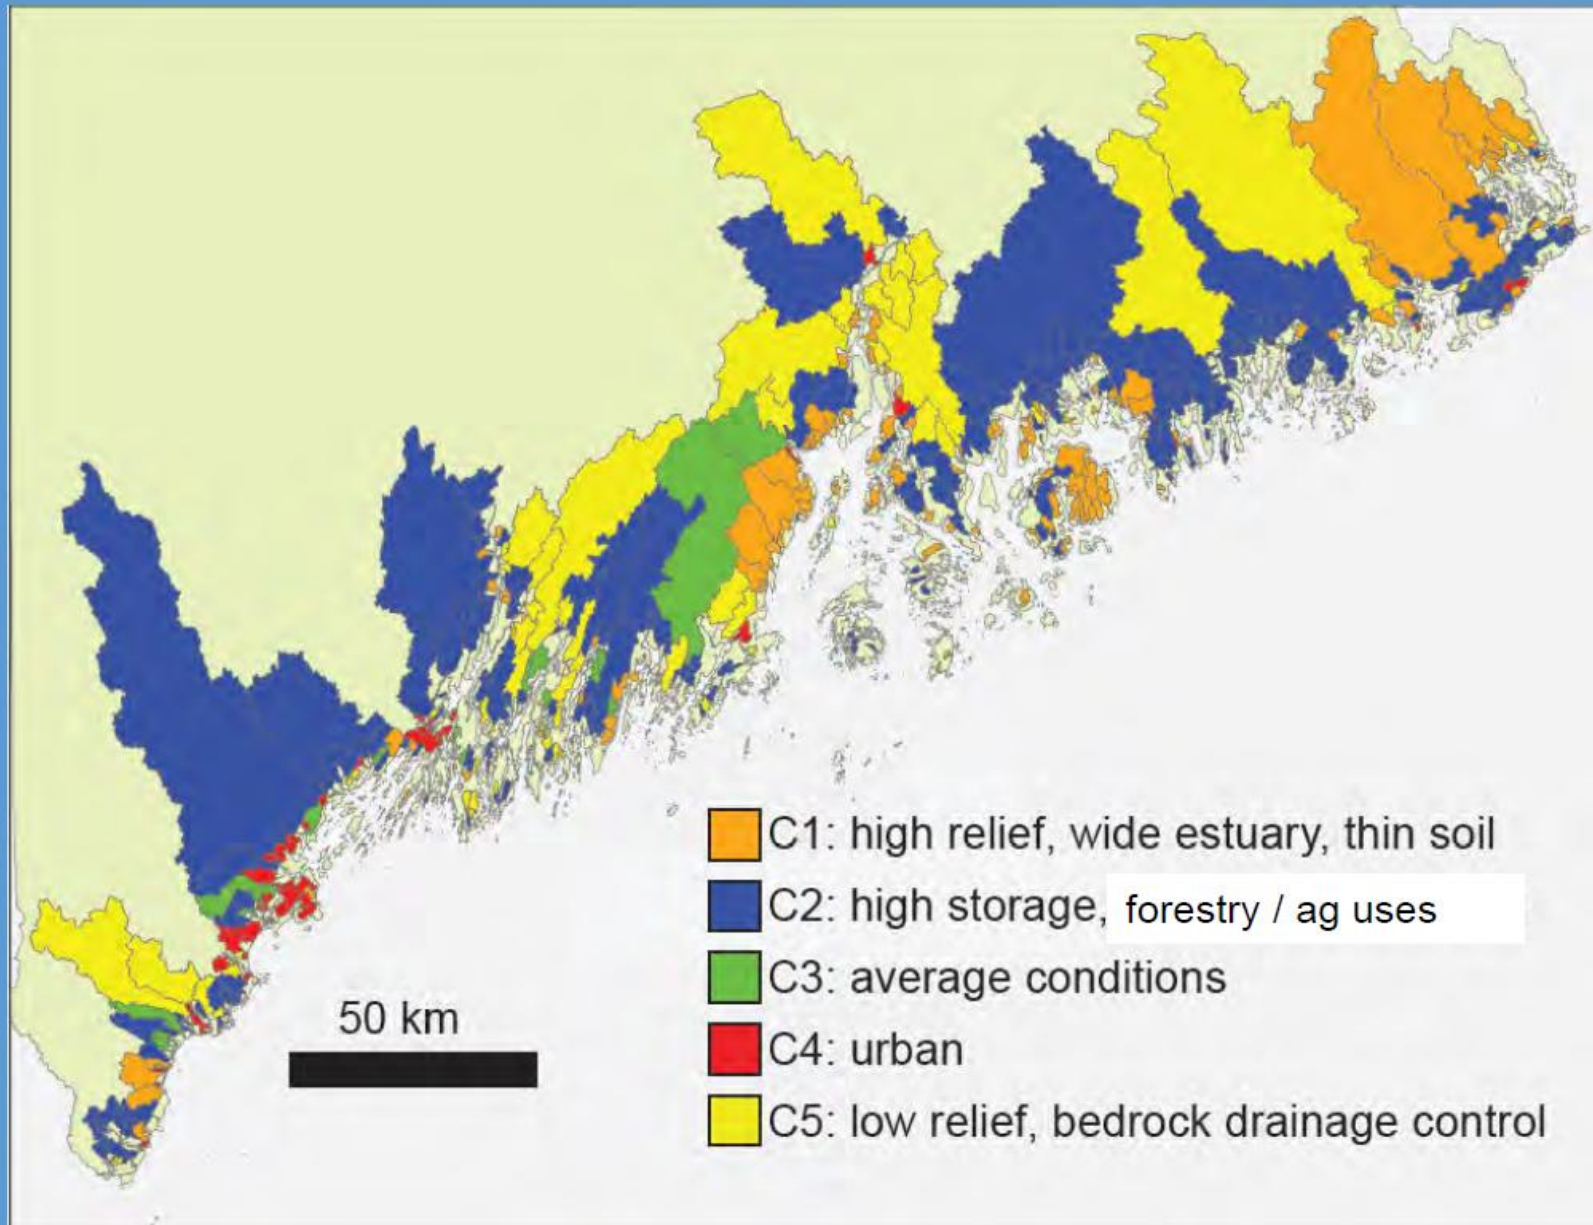 C1: high relief, wide estuary, thin soil
C2: high storage, forestry / ag uses
C3: average conditions
50 km
C4: urban
C5: low relief, bedrock drainage control